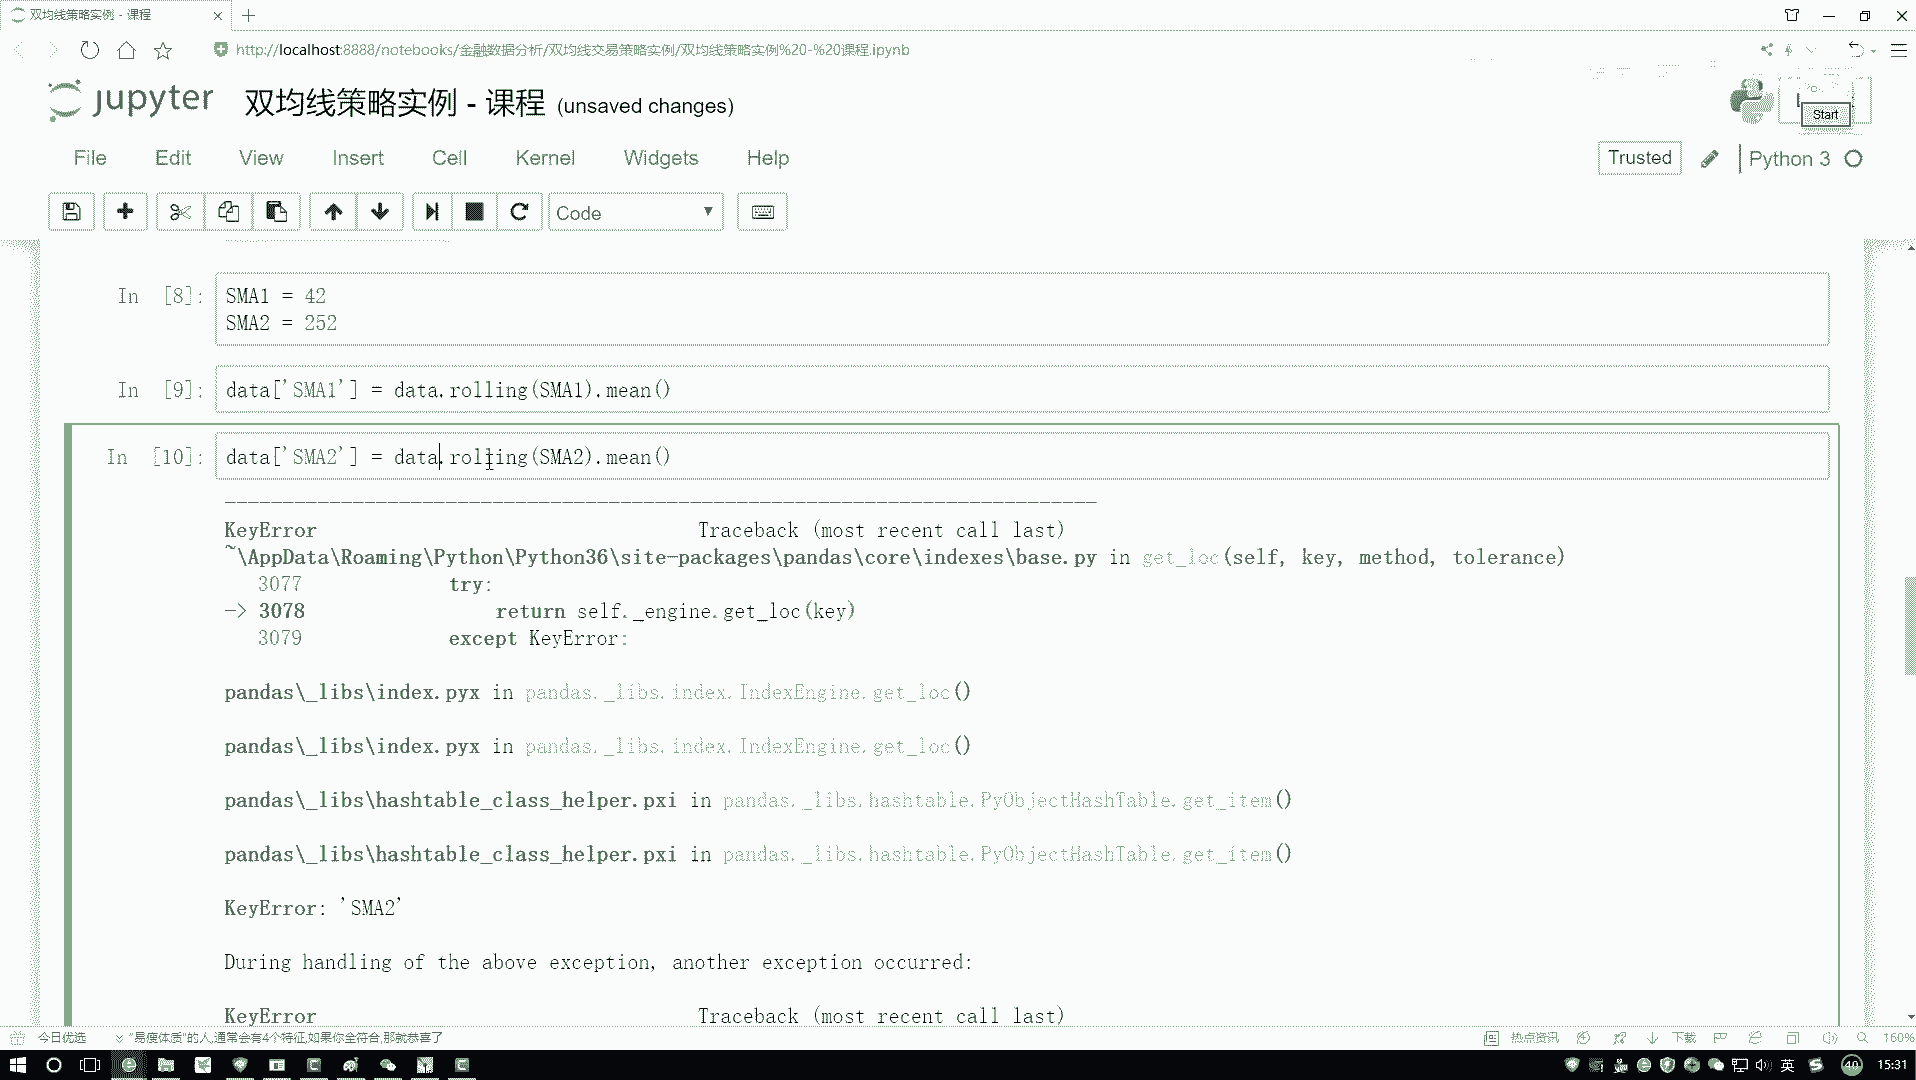 双均线策略实例 - 课程
http://localhost:8888/notebooks/金融数据分析/双均线交易策略实例/双均线策略实例%20-%20课程.ipynb
jupyter 双均线策略实例 - 课程 (unsaved changes)
Start
File Edit View Insert Cell Kernel Widgets Help
Trusted
Python 3
Code
In [8]:
SMA1 = 42
SMA2 = 252
In [9]: data['SMA1'] = data.rolling(SMA1).mean()
In [10]: data['SMA2'] = data.rolling(SMA2).mean()
---------------------------------------------------------------------------
KeyError Traceback (most recent call last)
~\AppData\Roaming\Python\Python36\site-packages\pandas\core\indexes\base.py in get_loc(self, key, method, tolerance)
3077 try:
-> 3078 return self._engine.get_loc(key)
3079 except KeyError:
pandas\_libs\index.pyx in pandas._libs.index.IndexEngine.get_loc()
pandas\_libs\index.pyx in pandas._libs.index.IndexEngine.get_loc()
pandas\_libs\hashtable_class_helper.pxi in pandas._libs.hashtable.PyObjectHashTable.get_item()
pandas\_libs\hashtable_class_helper.pxi in pandas._libs.hashtable.PyObjectHashTable.get_item()
KeyError: 'SMA2'
During handling of the above exception, another exception occurred:
KeyError Traceback (most recent call last)
今日优选 "易瘦体质"的人,通常会有4个特征,如果你全符合,那就恭喜了
热点资讯 下载 160%
英 40 15:31